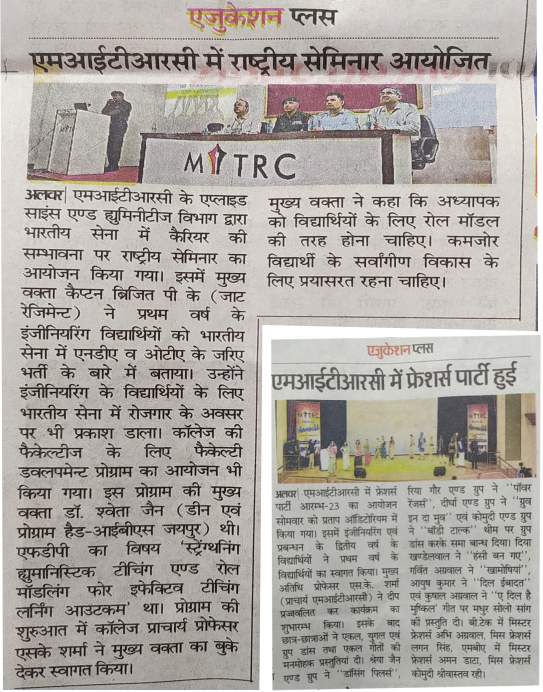 एजुकेशन प्लस
एमआईटीआरसी में राष्ट्रीय सेमिनार आयोजित
MITRC
अलवर| एमआईटीआरसी के एप्लाइड
साइंस एण्ड ह्युमिनीटीज विभाग द्वारा
भारतीय सेना में कैरियर की
सम्भावना पर राष्ट्रीय सेमिनार का
आयोजन किया गया। इसमें मुख्य
वक्ता कैप्टन ब्रिजित पी के (जाट
रेजिमेंट) ने प्रथम वर्ष के
इंजीनियरिंग विद्यार्थियों को भारतीय
सेना में एनडीए व ओटीए के जरिए
भर्ती के बारे में बताया। उन्होंने
इंजीनियरिंग के विद्यार्थियों के लिए
भारतीय सेना में रोजगार के अवसर
पर भी प्रकाश डाला। कॉलेज की
फैकेल्टीज के लिए फैकेल्टी
डवलपमेन्ट प्रोग्राम का आयोजन भी
किया गया। इस प्रोग्राम की मुख्य
वक्ता डॉ. श्वेता जैन (डीन एवं
प्रोग्राम हैड-आईबीएस जयपुर) थी।
एफडीपी का विषय 'स्ट्रेंग्थनिंग
ह्युमानिस्टिक टीचिंग एण्ड रोल
मॉडलिंग फोर इफेक्टिव टीचिंग
लर्निंग आउटकम' था। प्रोग्राम की
शुरुआत में कॉलेज प्राचार्य प्रोफेसर
एसके शर्मा ने मुख्य वक्ता का बुके
देकर स्वागत किया।
मुख्य वक्ता ने कहा कि अध्यापक
को विद्यार्थियों के लिए रोल मॉडल
की तरह होना चाहिए। कमजोर
विद्यार्थी के सर्वांगीण विकास के
लिए प्रयासरत रहना चाहिए।
एजुकेशन प्लस
एमआईटीआरसी में फ्रेशर्स पार्टी हुई
MITRC
अलवर| एमआईटीआरसी में फ्रेशर्स
पार्टी आरम्भ-23 का आयोजन
सोमवार को प्रताप ऑडिटोरियम में
किया गया। इसमें इंजीनियरिंग एवं
प्रबन्धन के द्वितीय वर्ष के
विद्यार्थियों ने प्रथम वर्ष के
विद्यार्थियों का स्वागत किया। मुख्य
अतिथि प्रोफेसर एस.के. शर्मा
(प्राचार्य एमआईटीआरसी) ने दीप
प्रज्जवलित कर कार्यक्रम का
शुभारम्भ किया। इसके बाद
छात्र-छात्राओं ने एकल, युगल एवं
ग्रुप डांस तथा एकल गीतों की
मनमोहक प्रस्तुतियां दी। श्रेया जैन
एण्ड ग्रुप ने ''डांसिंग पिलर्स'',
रिया गौर एण्ड ग्रुप ने ''पॉवर
रेंजर्स'', दीर्घा एण्ड ग्रुप ने ''ग्रुव
इन दा मुव'' एवं कोमुदी एण्ड ग्रुप
ने ''बॉडी टाल्क'' थीम पर ग्रुप
डांस करके समा बान्ध दिया। दिया
खण्डेलवाल ने ''हंसी बन गए'',
गर्वित अग्रवाल ने ''खामोंशियां'',
आयुष कुमार ने ''दिल इंबादत''
एवं कुषाल अग्रवाल ने ''ए दिल है
मुश्किल'' गीत पर मधुर सोलो सांग
की प्रस्तुति दी। बी.टेक में मिस्टर
फ्रेशर्स अभि अग्रवाल, मिस फ्रेशर्स
लगन सिंह, एमबीए में मिस्टर
फ्रेशर्स अमन डाटा, मिस फ्रेशर्स
कोमुदी श्रीवास्तव रही।